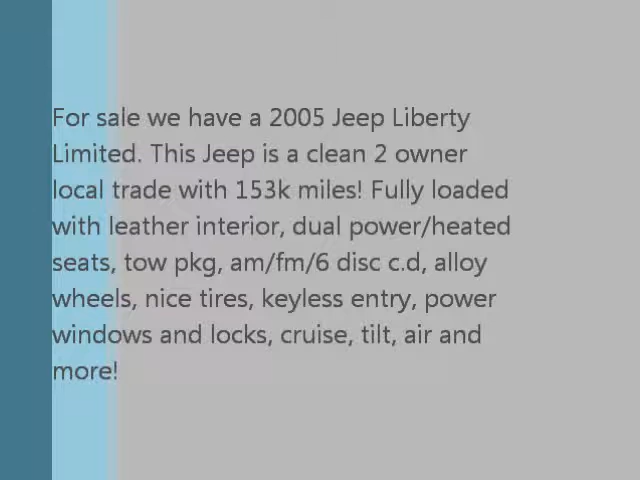 For sale we have a 2005 Jeep Liberty
Limited. This Jeep is a clean 2 owner
local trade with 153k miles! Fully loaded
with leather interior, dual power/heated
seats, tow pkg, am/fm/6 disc c.d, alloy
wheels, nice tires, keyless entry, power
windows and locks, cruise, tilt, air and
more!